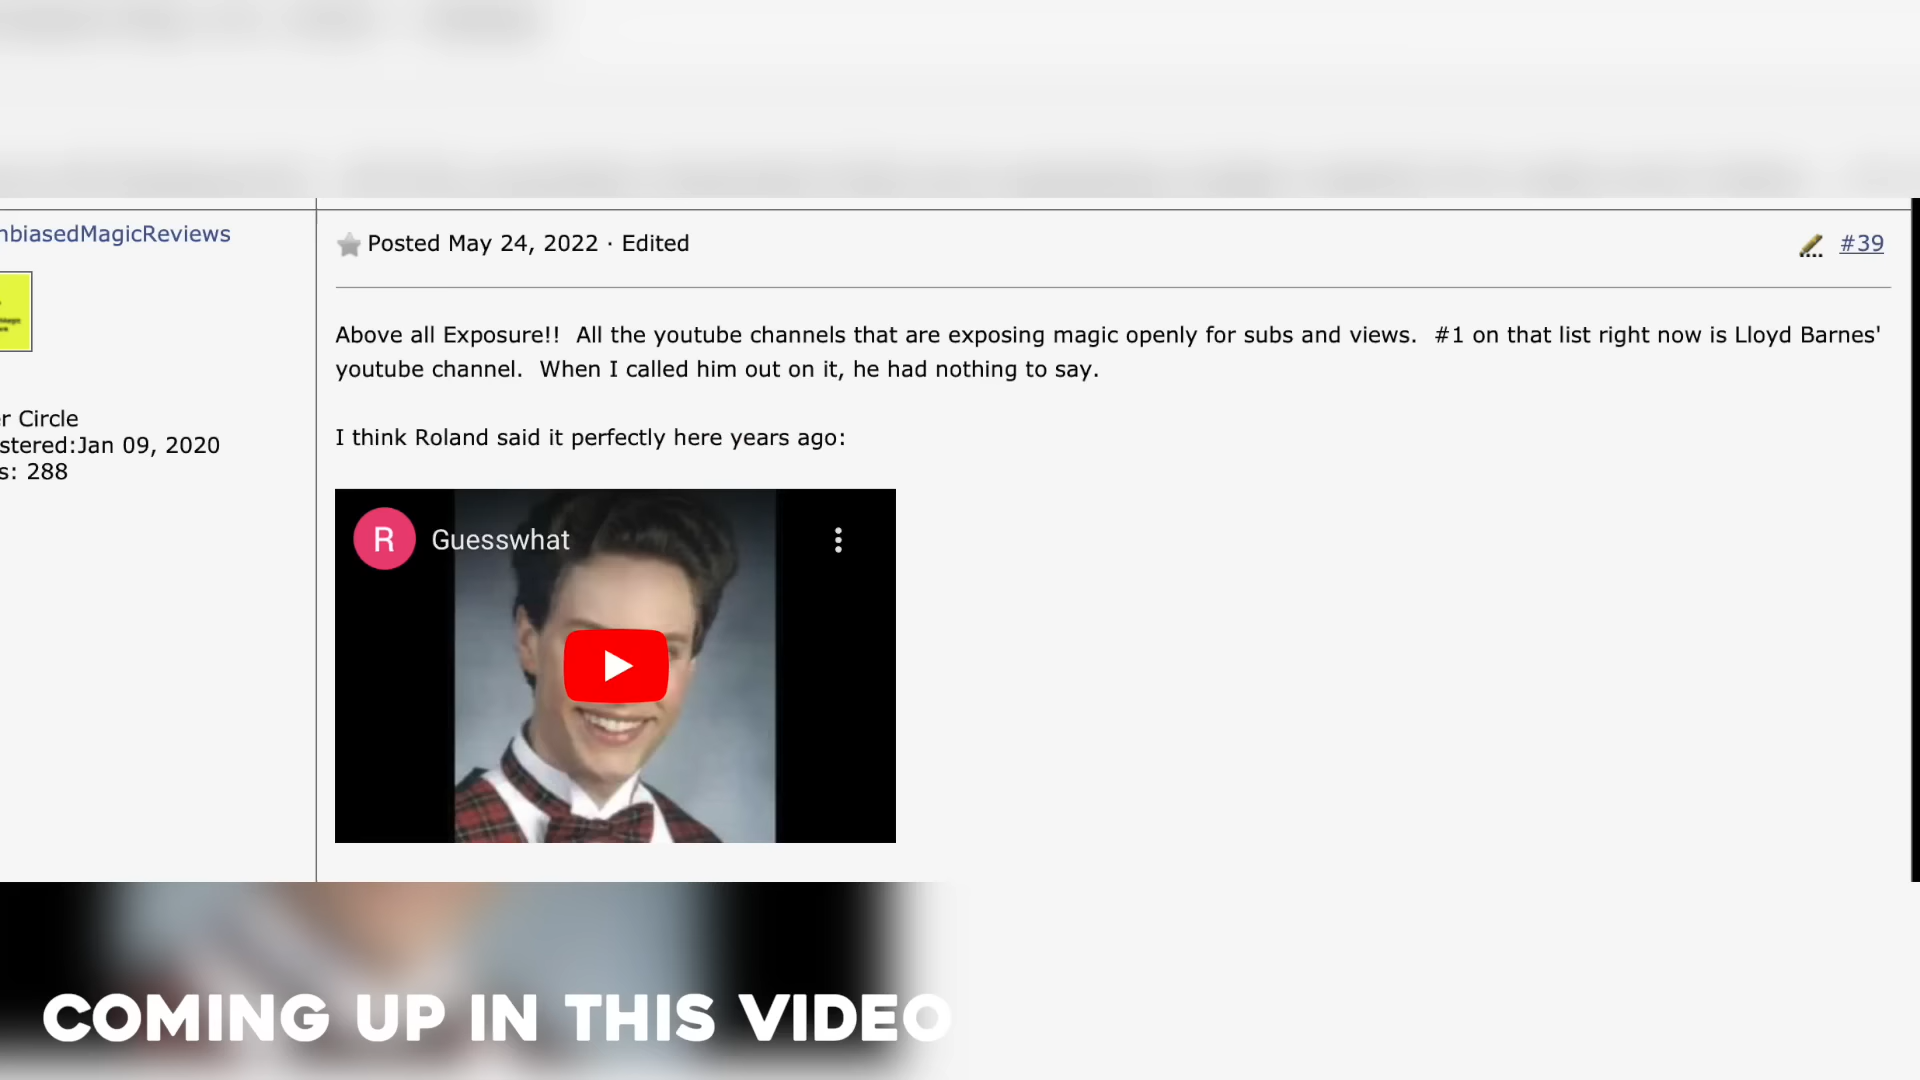 nbiasedMagicReviews
Posted May 24, 2022 · Edited
#39
Above all Exposure!! All the youtube channels that are exposing magic openly for subs and views. #1 on that list right now is Lloyd Barnes'
youtube channel. When I called him out on it, he had nothing to say.
I think Roland said it perfectly here years ago:
r Circle
stered:Jan 09, 2020
s: 288
R
Guesswhat
COMING UP IN THIS VIDEO